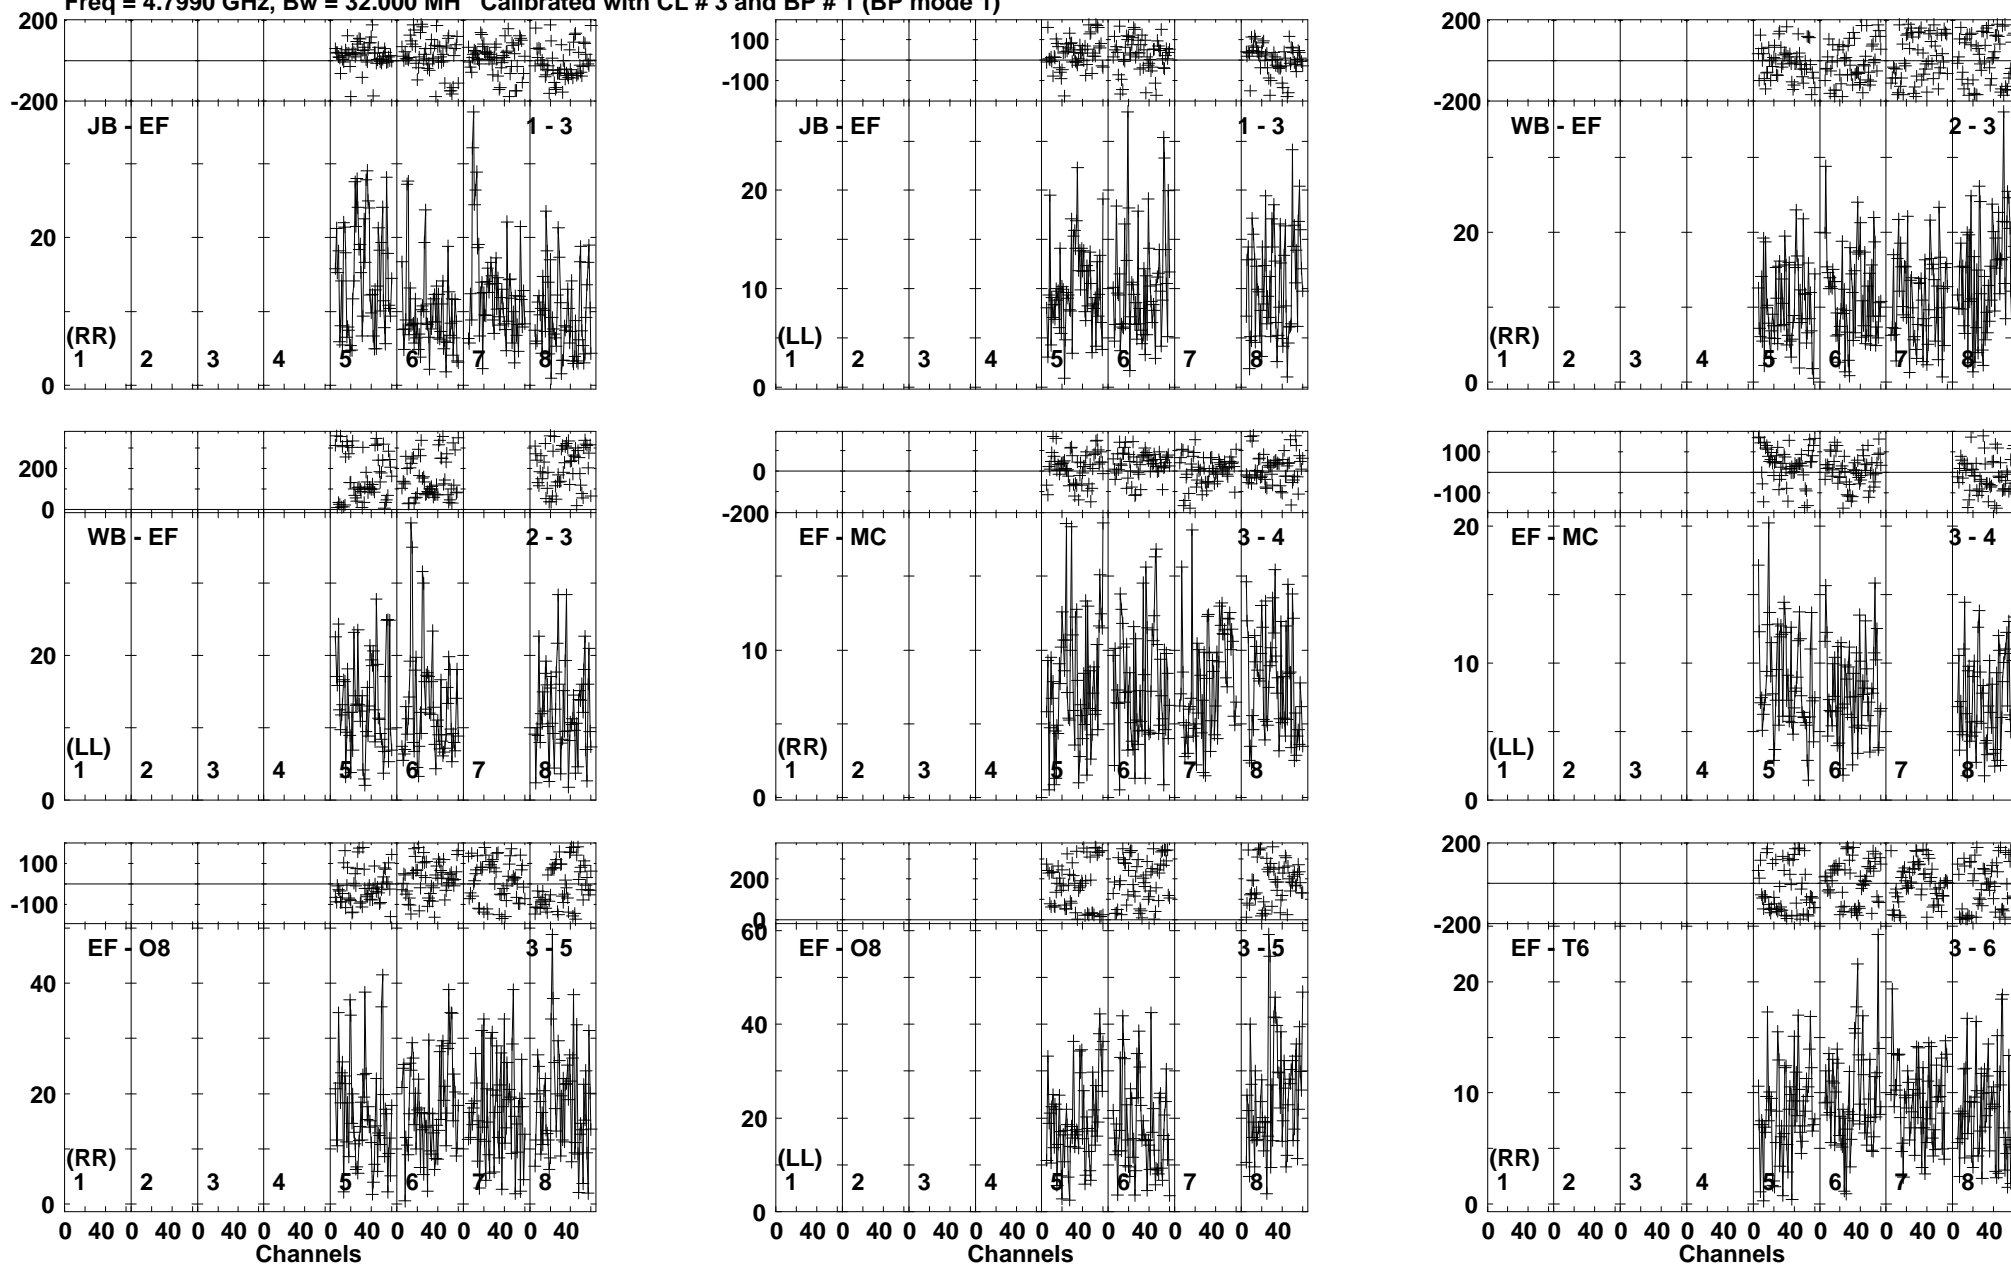 Freq = 4.7990 GHz, Bw = 32.000 MH Calibrated with CL # 3 and BP # 1 (BP mode 1)
200 100 200
-200 -100 -200
JB - EF 1 - 3 JB - EF 1 - 3 WB - EF 2 - 3
20 20 20
10
(RR) (LL) (RR)
1 2 3 4 5 6 7 8 1 2 3 4 5 6 7 8 1 2 3 4 5 6 7 8
0 0 0
200 0 100
0 -200 -100
WB - EF 2 - 3 EF - MC 3 - 4 EF - MC 3 - 4
20
20 10 10
(LL) (RR) (LL)
1 2 3 4 5 6 7 8 1 2 3 4 5 6 7 8 1 2 3 4 5 6 7 8
0 0 0
100 200 200
-100 0 -200
60
EF - O8 3 - 5 EF - O8 3 - 5 EF - T6 3 - 6
40 40 20
20 20 10
(RR) (LL) (RR)
1 2 3 4 5 6 7 8 1 2 3 4 5 6 7 8 1 2 3 4 5 6 7 8
0 0 0
0 40 0 40 0 40 0 40 0 40 0 40 0 40 0 40 0 40 0 40 0 40 0 40 0 40 0 40 0 40 0 40 0 40 0 40 0 40 0 40 0 40 0 40 0 40 0 40
Channels Channels Channels